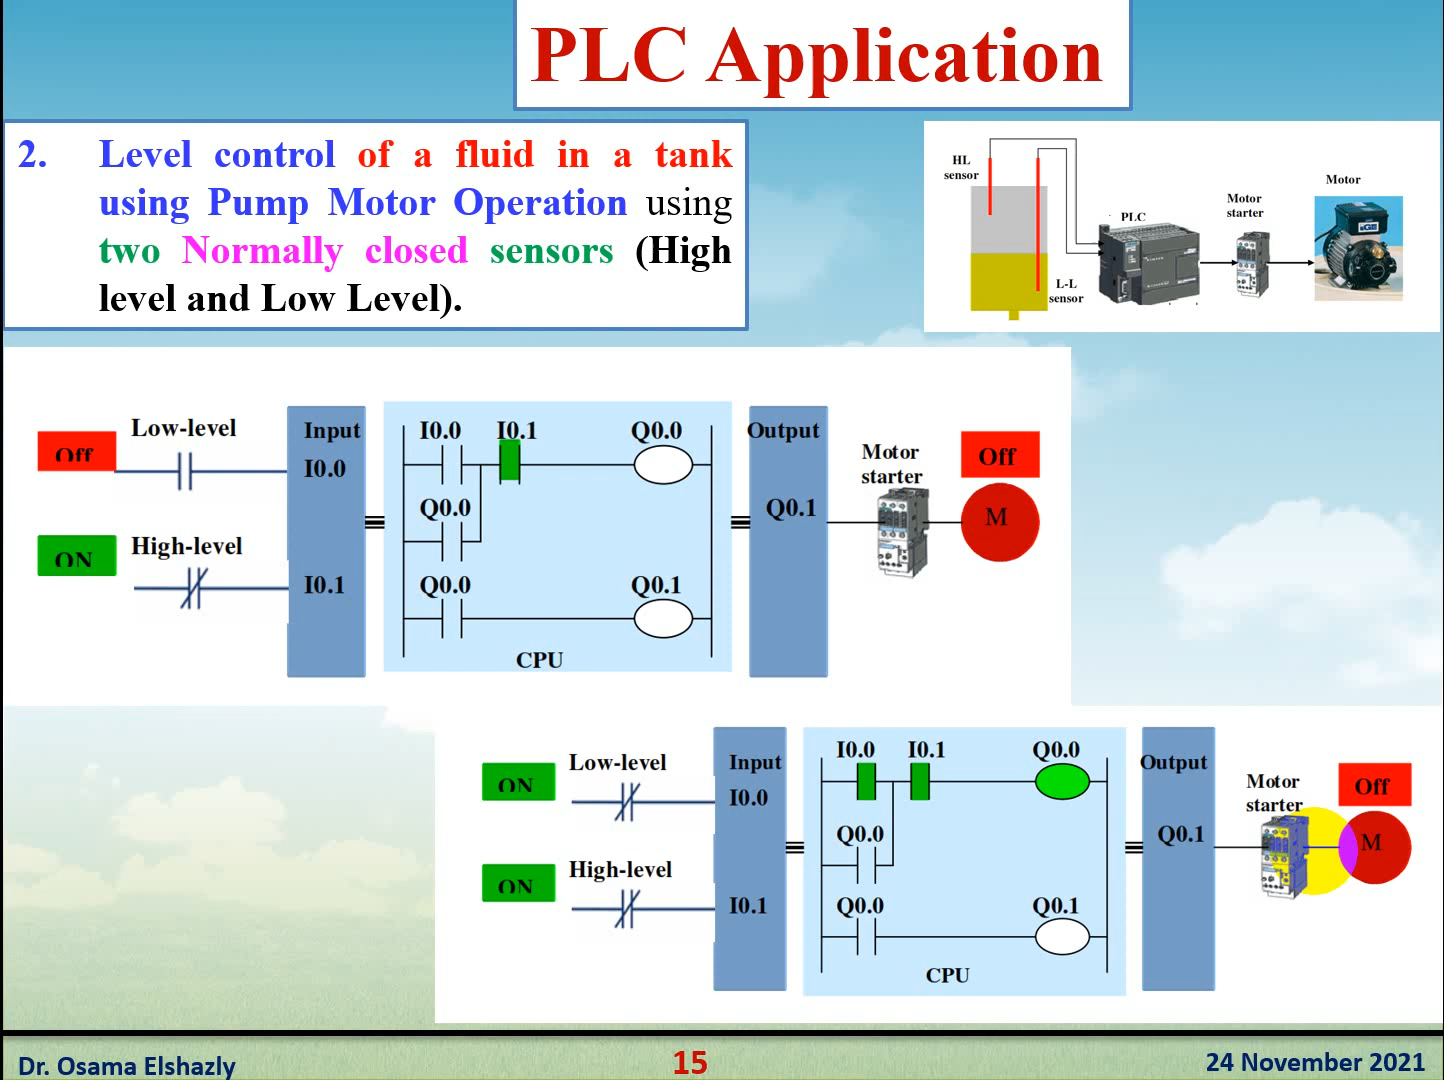 PLC Application
2. Level control of a fluid in a tank
using Pump Motor Operation using
two Normally closed sensors (High
level and Low Level).
HL
sensor
PLC
Motor
starter
Motor
L-L
sensor
Off
Low-level
Input
I0.0
ON
High-level
I0.1
I0.0 I0.1 Q0.0
Q0.0
Q0.0 Q0.1
CPU
Output
Q0.1
Motor
starter
Off
M
ON
Low-level
Input
I0.0
ON
High-level
I0.1
I0.0 I0.1 Q0.0
Q0.0
Q0.0 Q0.1
CPU
Output
Q0.1
Motor
starter
Off
M
Dr. Osama Elshazly
15
24 November 2021